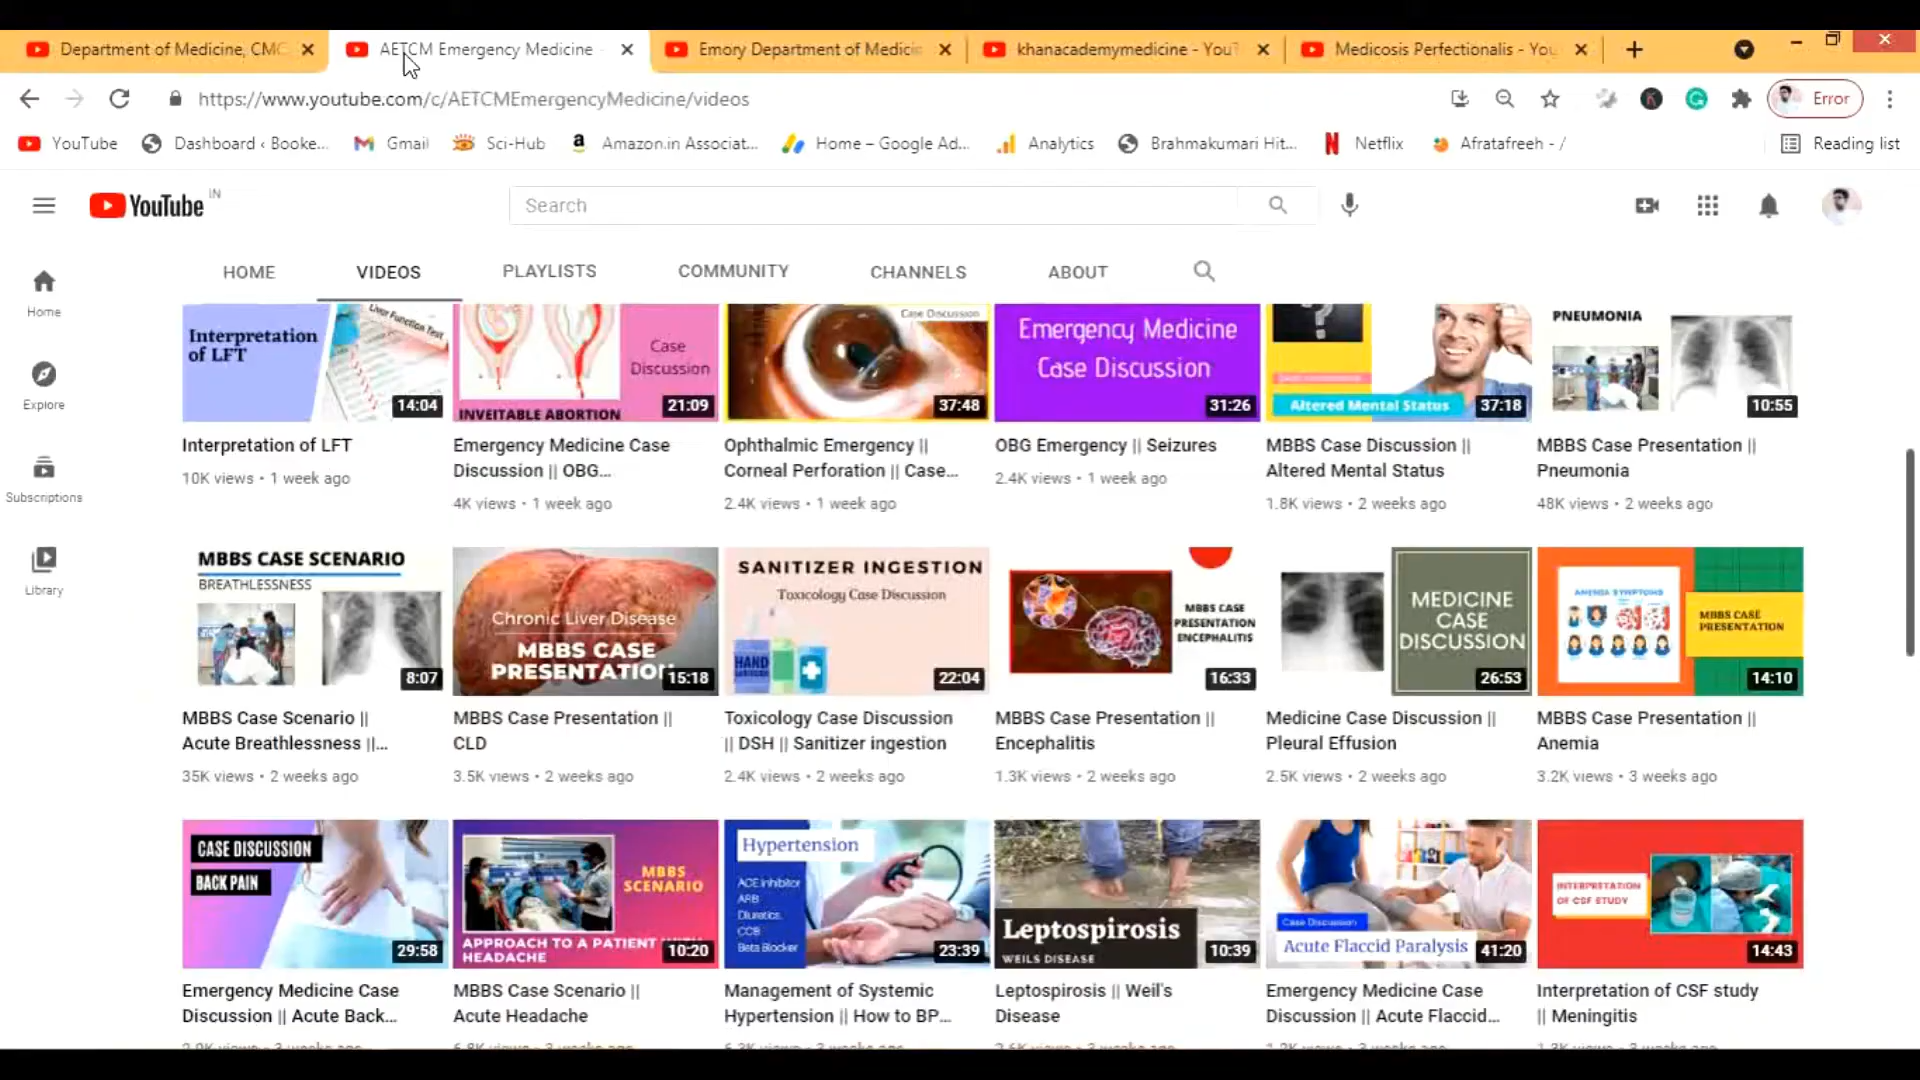 Department of Medicine, CMC
AETCM Emergency Medicine
Emory Department of Medicin
khanacademymedicine - YouT
Medicosis Perfectionalis - You
https://www.youtube.com/c/AETCMEmergencyMedicine/videos
Error
YouTube
Dashboard ‹ Booke...
Gmail
Sci-Hub
Amazon.in Associat...
Home – Google Ad...
Analytics
Brahmakumari Hit...
Netflix
Afratafreeh - /
Reading list
YouTube IN
Search
HOME
VIDEOS
PLAYLISTS
COMMUNITY
CHANNELS
ABOUT
Home
Explore
Subscriptions
Library
Interpretation
of LFT
Liver Function Test
14:04
Case
Discussion
INVEITABLE ABORTION
21:09
Case Discussion
37:48
Emergency Medicine
Case Discussion
31:26
Altered Mental Status
37:18
PNEUMONIA
10:55
Interpretation of LFT
10K views • 1 week ago
Emergency Medicine Case
Discussion || OBG...
4K views • 1 week ago
Ophthalmic Emergency ||
Corneal Perforation || Case...
2.4K views • 1 week ago
OBG Emergency || Seizures
2.4K views • 1 week ago
MBBS Case Discussion ||
Altered Mental Status
1.8K views • 2 weeks ago
MBBS Case Presentation ||
Pneumonia
48K views • 2 weeks ago
MBBS CASE SCENARIO
BREATHLESSNESS
8:07
Chronic Liver Disease
MBBS CASE
PRESENTATION
15:18
SANITIZER INGESTION
Toxicology Case Discussion
HAND
22:04
MBBS CASE
PRESENTATION
ENCEPHALITIS
16:33
MEDICINE
CASE
DISCUSSION
26:53
ANEMIA SYMPTOMS
MBBS CASE
PRESENTATION
14:10
MBBS Case Scenario ||
Acute Breathlessness ||...
35K views • 2 weeks ago
MBBS Case Presentation ||
CLD
3.5K views • 2 weeks ago
Toxicology Case Discussion
|| DSH || Sanitizer ingestion
2.4K views • 2 weeks ago
MBBS Case Presentation ||
Encephalitis
1.3K views • 2 weeks ago
Medicine Case Discussion ||
Pleural Effusion
2.5K views • 2 weeks ago
MBBS Case Presentation ||
Anemia
3.2K views • 3 weeks ago
CASE DISCUSSION
BACK PAIN
29:58
MBBS
SCENARIO
APPROACH TO A PATIENT WITH
HEADACHE
10:20
Hypertension
ACE inhibitor
ARB
Diuretics
CCB
Beta Blocker
23:39
Leptospirosis
WEILS DISEASE
10:39
Case Discussion
Acute Flaccid Paralysis
41:20
INTERPRETATION
OF CSF STUDY
14:43
Emergency Medicine Case
Discussion || Acute Back...
MBBS Case Scenario ||
Acute Headache
Management of Systemic
Hypertension || How to BP...
Leptospirosis || Weil's
Disease
Emergency Medicine Case
Discussion || Acute Flaccid...
Interpretation of CSF study
|| Meningitis